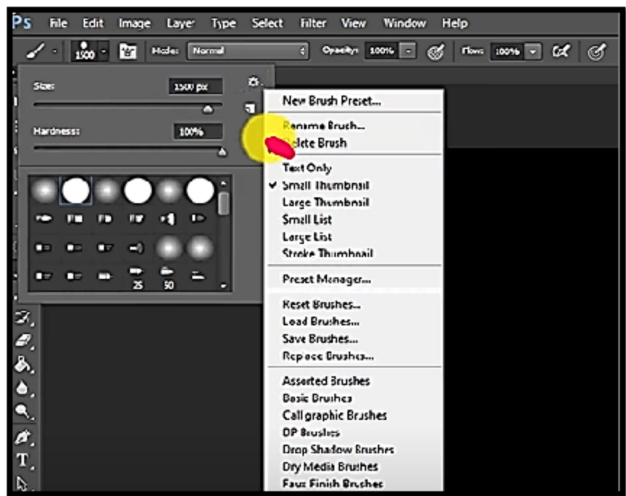 Ps File Edit Image Layer Type Select Filter View Window Help
1500 Mode: Normal Opacity: 100% Flow: 100%
Size: 1500 px
Hardness: 100%
25 50
New Brush Preset...
Rename Brush...
Delete Brush
Text Only
Small Thumbnail
Large Thumbnail
Small List
Large List
Stroke Thumbnail
Preset Manager...
Reset Brushes...
Load Brushes...
Save Brushes...
Replace Brushes...
Assorted Brushes
Basic Brushes
Calligraphic Brushes
DP Brushes
Drop Shadow Brushes
Dry Media Brushes
Faux Finish Brushes